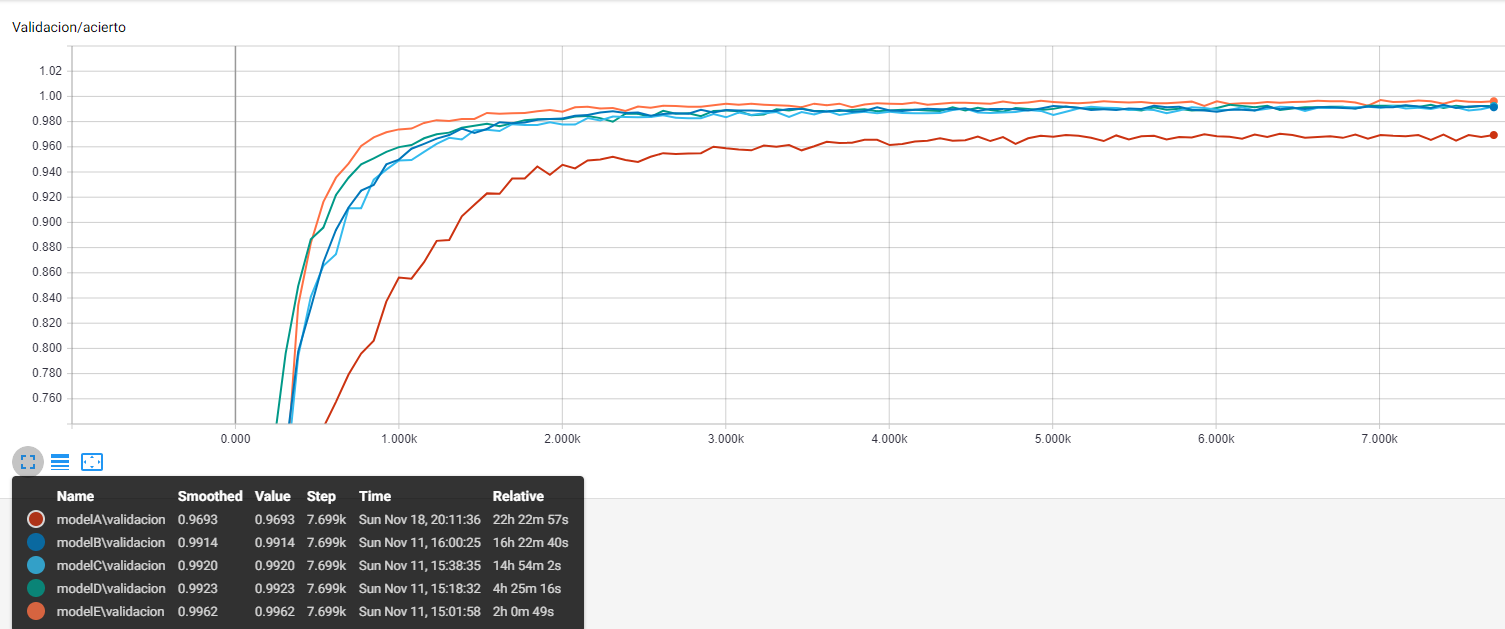 Validacion/acierto
1.02
1.00
0.980
0.960
0.940
0.920
0.900
0.880
0.860
0.840
0.820
0.800
0.780
0.760
0.000 1.000k 2.000k 3.000k 4.000k 5.000k 6.000k 7.000k
Name Smoothed Value Step Time Relative
modelA\validacion 0.9693 0.9693 7.699k Sun Nov 18, 20:11:36 22h 22m 57s
modelB\validacion 0.9914 0.9914 7.699k Sun Nov 11, 16:00:25 16h 22m 40s
modelC\validacion 0.9920 0.9920 7.699k Sun Nov 11, 15:38:35 14h 54m 2s
modelD\validacion 0.9923 0.9923 7.699k Sun Nov 11, 15:18:32 4h 25m 16s
modelE\validacion 0.9962 0.9962 7.699k Sun Nov 11, 15:01:58 2h 0m 49s